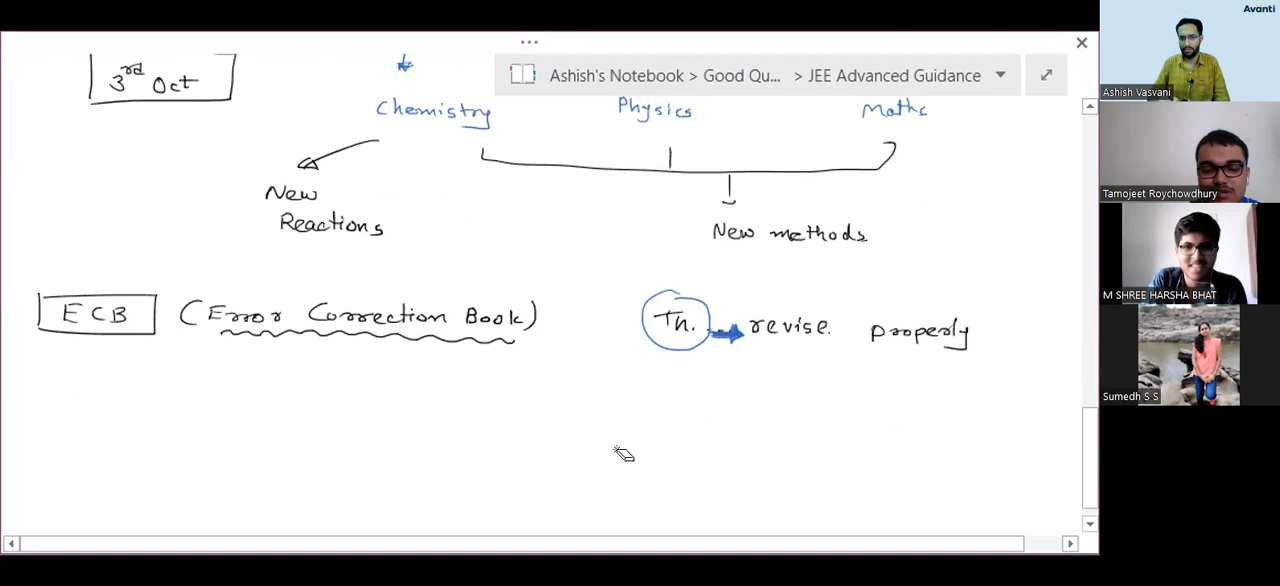 Avanti
Ashish's Notebook > Good Qu... > JEE Advanced Guidance
3rd Oct
Chemistry Physics Maths
Ashish Vasvani
New
Reactions
New methods
Tamojeet Roychowdhury
M SHREE HARSHA BHAT
ECB (Error Correction Book) Th. revise. properly
Sumedh S S